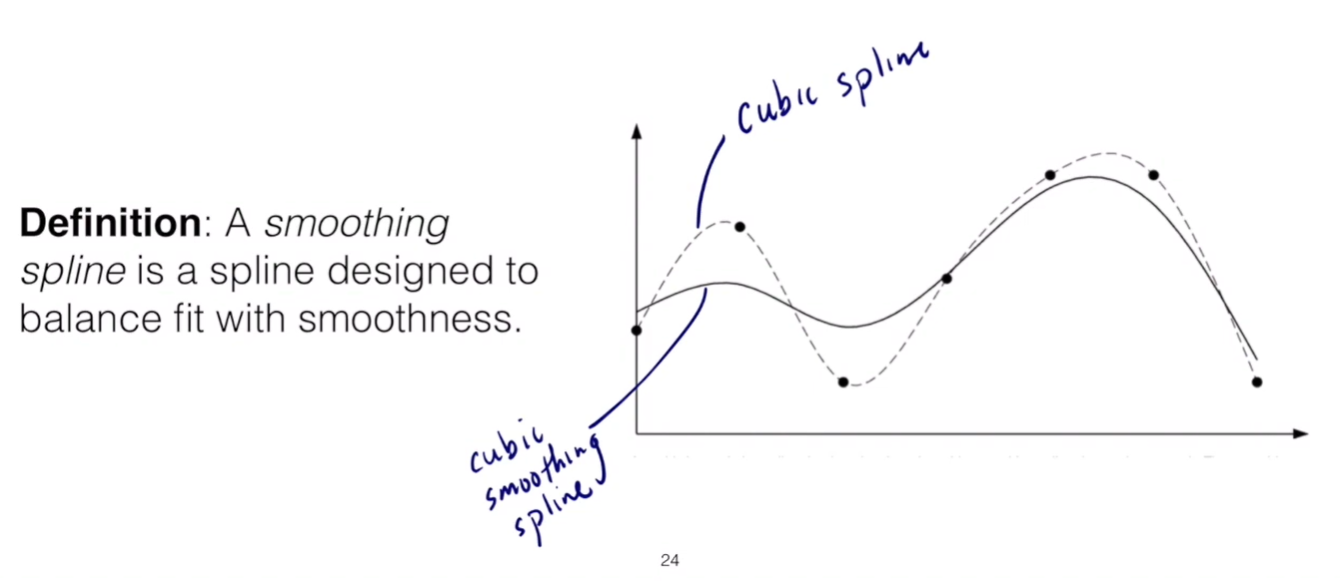 cubic spline
Definition: A smoothing
spline is a spline designed to
balance fit with smoothness.
cubic
smoothing
spline
24